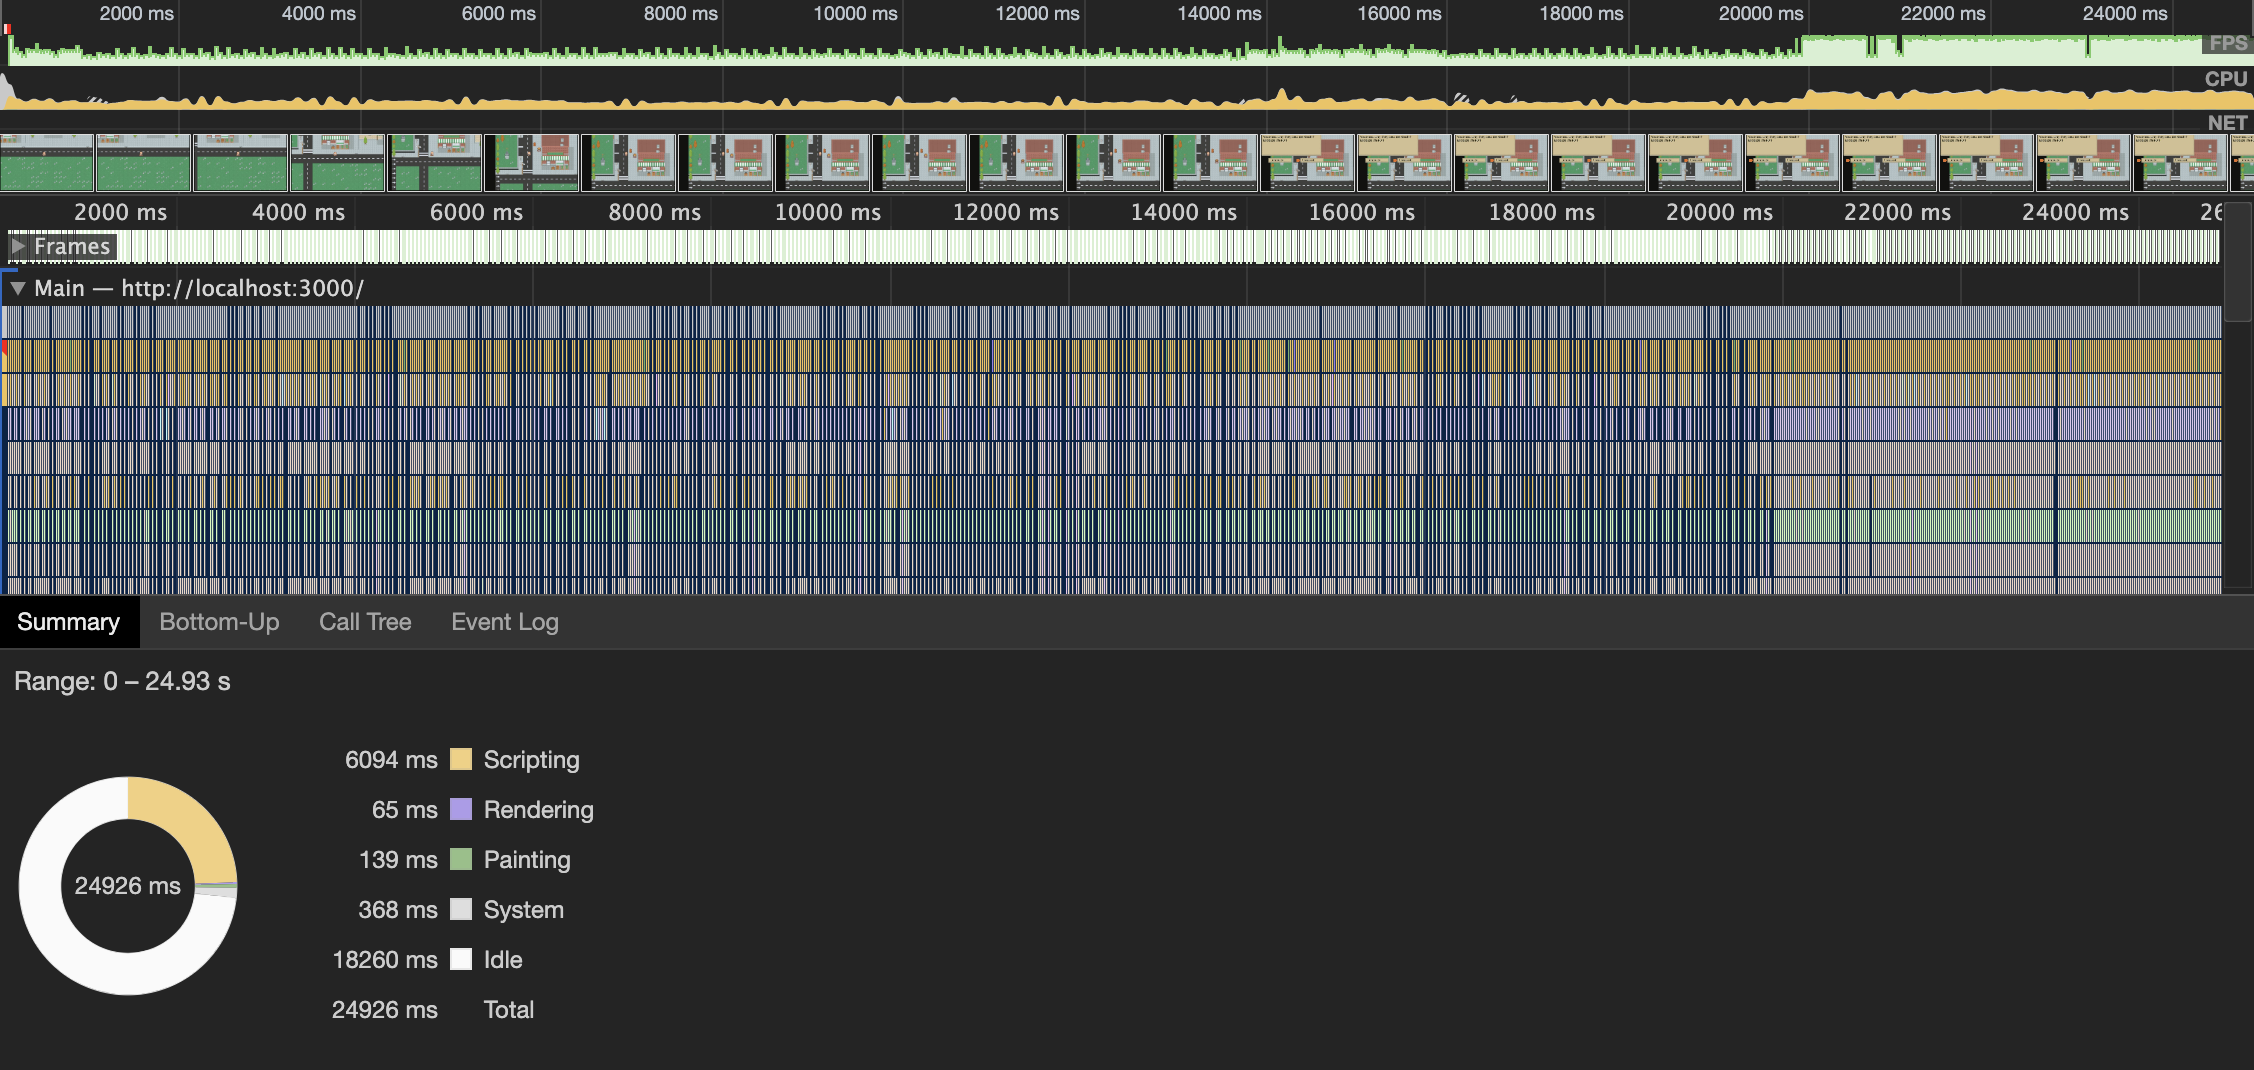 2000 ms 4000 ms 6000 ms 8000 ms 10000 ms 12000 ms 14000 ms 16000 ms 18000 ms 20000 ms 22000 ms 24000 ms
FPS
CPU
NET
2000 ms 4000 ms 6000 ms 8000 ms 10000 ms 12000 ms 14000 ms 16000 ms 18000 ms 20000 ms 22000 ms 24000 ms 26
Frames
Main — http://localhost:3000/
Summary Bottom-Up Call Tree Event Log
Range: 0 – 24.93 s
6094 ms Scripting
65 ms Rendering
139 ms Painting
24926 ms
368 ms System
18260 ms Idle
24926 ms Total